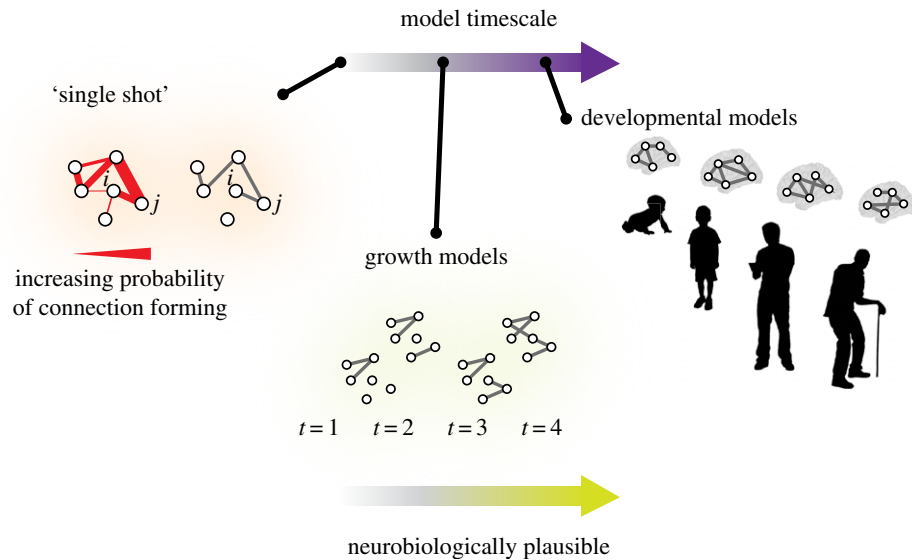 model timescale
‘single shot’
developmental models
i
j
i
j
increasing probability
of connection forming
growth models
t = 1
t = 2
t = 3
t = 4
neurobiologically plausible